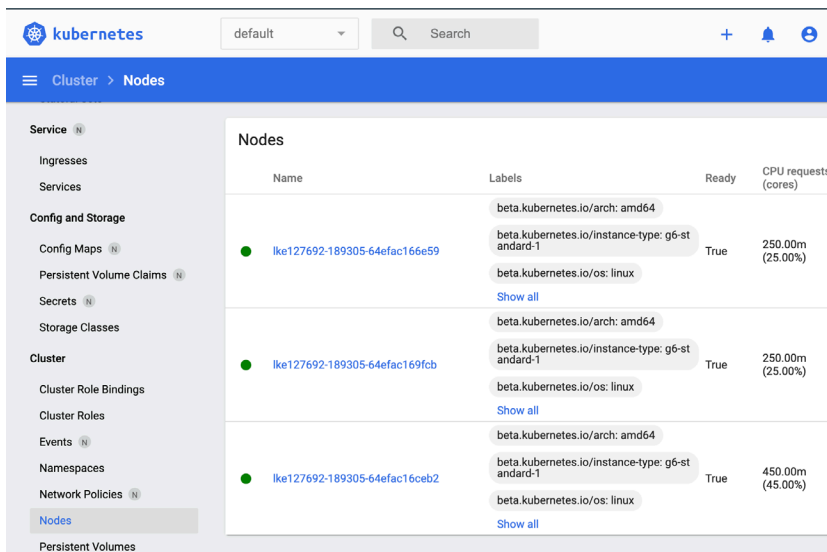 kubernetes
default
Search
Cluster > Nodes
Service N
Ingresses
Services
Config and Storage
Config Maps N
Persistent Volume Claims N
Secrets N
Storage Classes
Cluster
Cluster Role Bindings
Cluster Roles
Events N
Namespaces
Network Policies N
Nodes
Persistent Volumes
Nodes
Name Labels Ready CPU requests
(cores)
beta.kubernetes.io/arch: amd64
beta.kubernetes.io/instance-type: g6-st
andard-1
lke127692-189305-64efac166e59 True 250.00m
(25.00%)
beta.kubernetes.io/os: linux
Show all
beta.kubernetes.io/arch: amd64
beta.kubernetes.io/instance-type: g6-st
andard-1
lke127692-189305-64efac169fcb True 250.00m
(25.00%)
beta.kubernetes.io/os: linux
Show all
beta.kubernetes.io/arch: amd64
beta.kubernetes.io/instance-type: g6-st
andard-1
lke127692-189305-64efac16ceb2 True 450.00m
(45.00%)
beta.kubernetes.io/os: linux
Show all